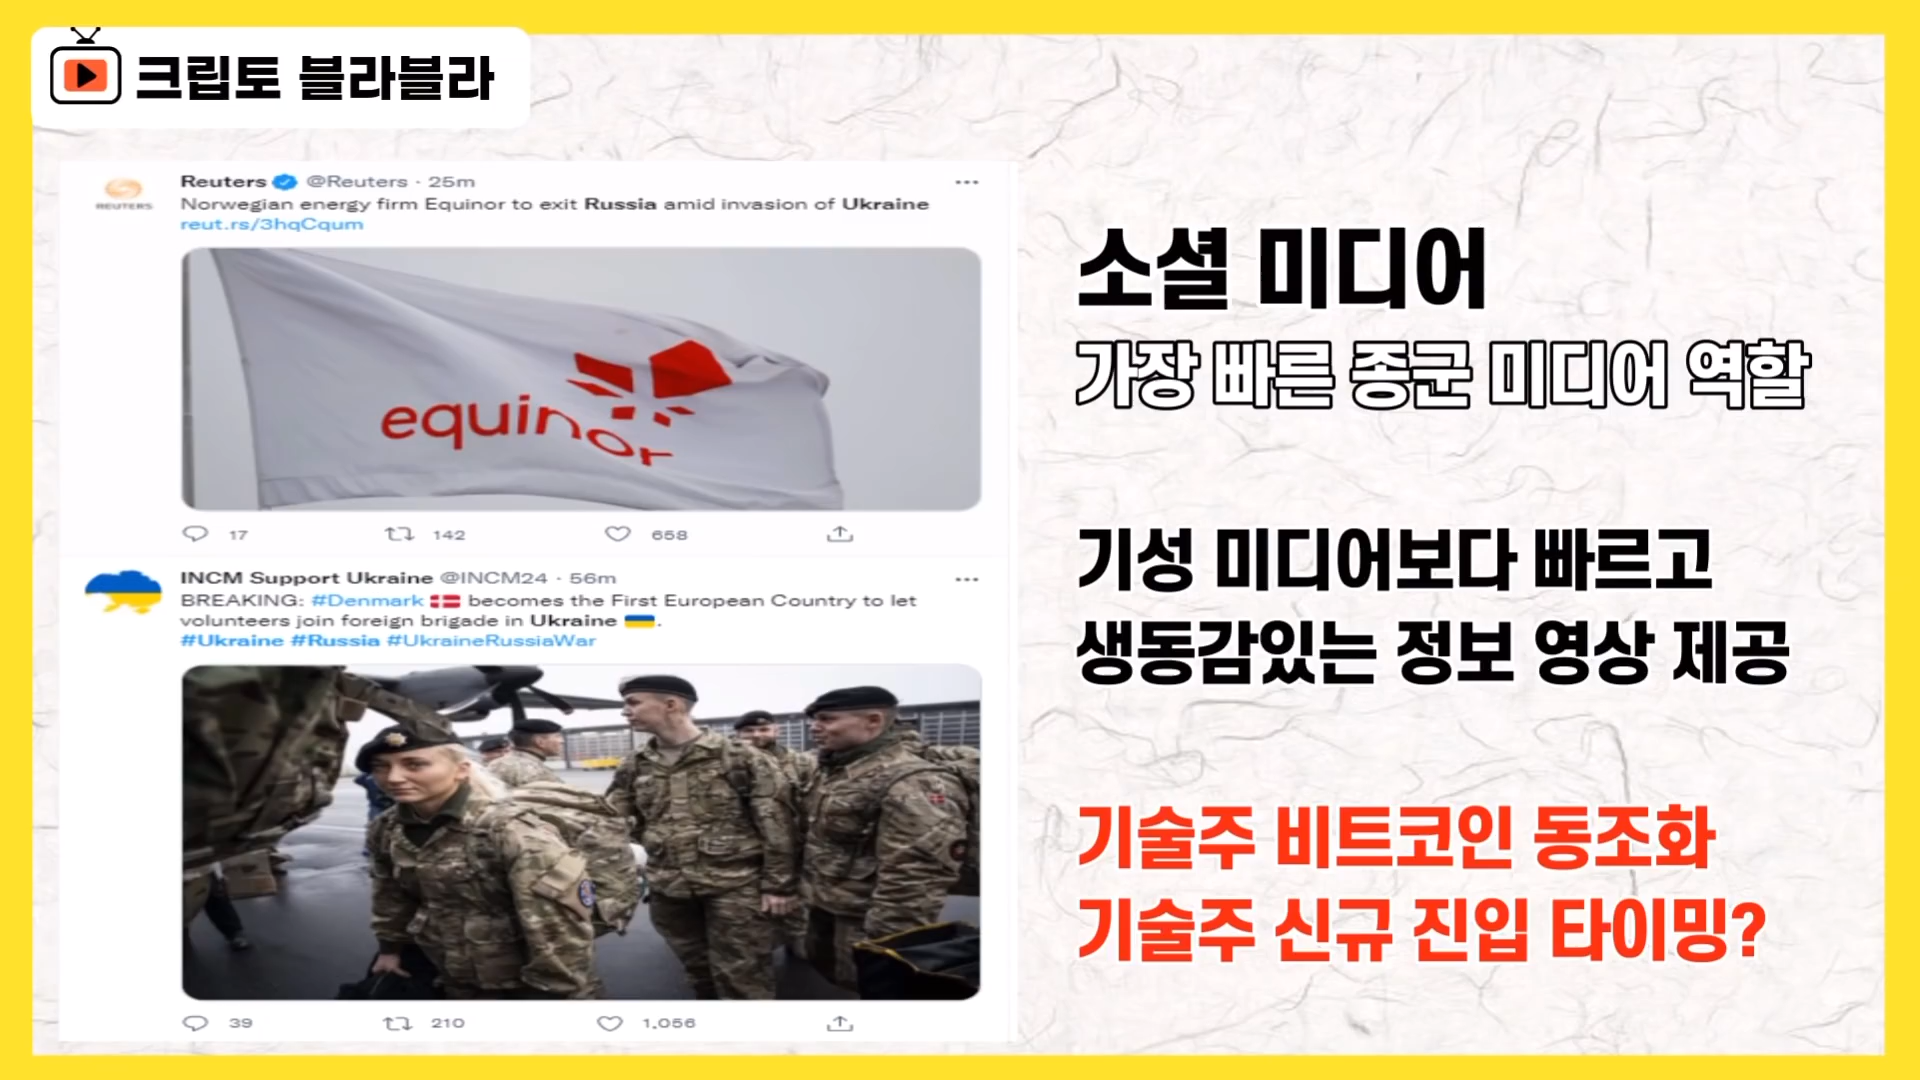 크립토 블라블라
Reuters @Reuters · 25m
REUTERS
Norwegian energy firm Equinor to exit Russia amid invasion of Ukraine
reut.rs/3hqCqum
equinor
17 142 658
INCM Support Ukraine @INCM24 · 56m
BREAKING: #Denmark becomes the First European Country to let
volunteers join foreign brigade in Ukraine .
#Ukraine #Russia #UkraineRussiaWar
39 210 1,056
소셜 미디어
가장 빠른 종군 미디어 역할
기성 미디어보다 빠르고
생동감있는 정보 영상 제공
기술주 비트코인 동조화
기술주 신규 진입 타이밍?